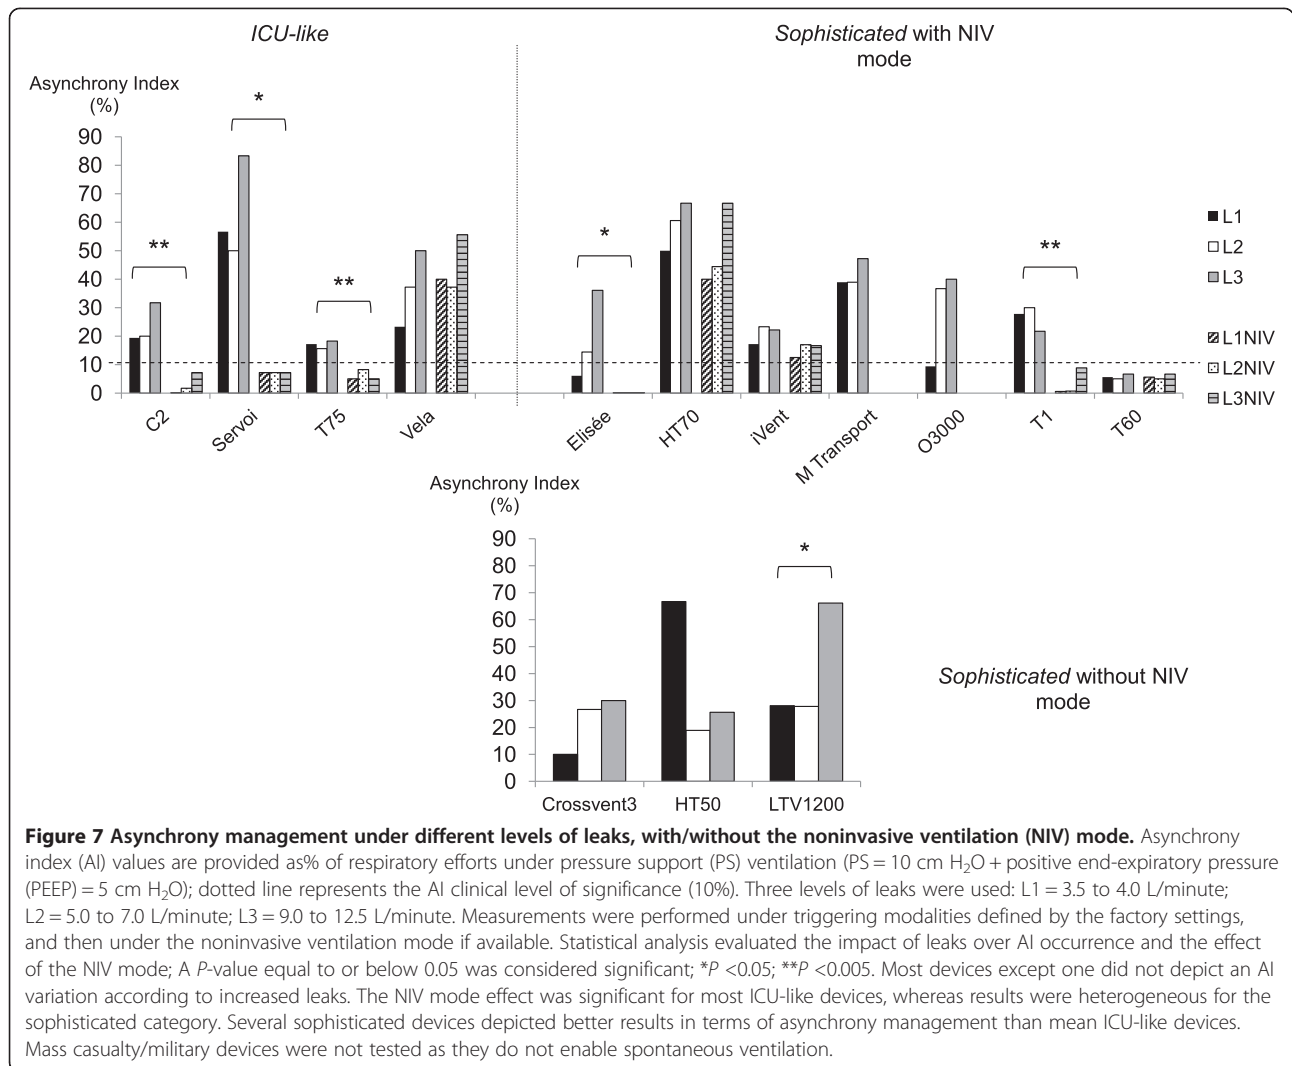 ICU-like
Sophisticated with NIV
mode
Asynchrony Index
(%)
*
**
**
*
**
90
80
70
60
50
40
30
20
10
0
C2
Servoi
T75
Vela
Elisée
HT70
iVent
M Transport
O3000
T1
T60
L1
L2
L3
L1NIV
L2NIV
L3NIV
Asynchrony Index
(%)
*
90
80
70
60
50
40
30
20
10
0
Crossvent3
HT50
LTV1200
Sophisticated without NIV
mode
Figure 7 Asynchrony management under different levels of leaks, with/without the noninvasive ventilation (NIV) mode. Asynchrony
index (AI) values are provided as% of respiratory efforts under pressure support (PS) ventilation (PS = 10 cm H2O + positive end-expiratory pressure
(PEEP) = 5 cm H2O); dotted line represents the AI clinical level of significance (10%). Three levels of leaks were used: L1 = 3.5 to 4.0 L/minute;
L2 = 5.0 to 7.0 L/minute; L3 = 9.0 to 12.5 L/minute. Measurements were performed under triggering modalities defined by the factory settings,
and then under the noninvasive ventilation mode if available. Statistical analysis evaluated the impact of leaks over AI occurrence and the effect
of the NIV mode; A P-value equal to or below 0.05 was considered significant; *P <0.05; **P <0.005. Most devices except one did not depict an AI
variation according to increased leaks. The NIV mode effect was significant for most ICU-like devices, whereas results were heterogeneous for the
sophisticated category. Several sophisticated devices depicted better results in terms of asynchrony management than mean ICU-like devices.
Mass casualty/military devices were not tested as they do not enable spontaneous ventilation.